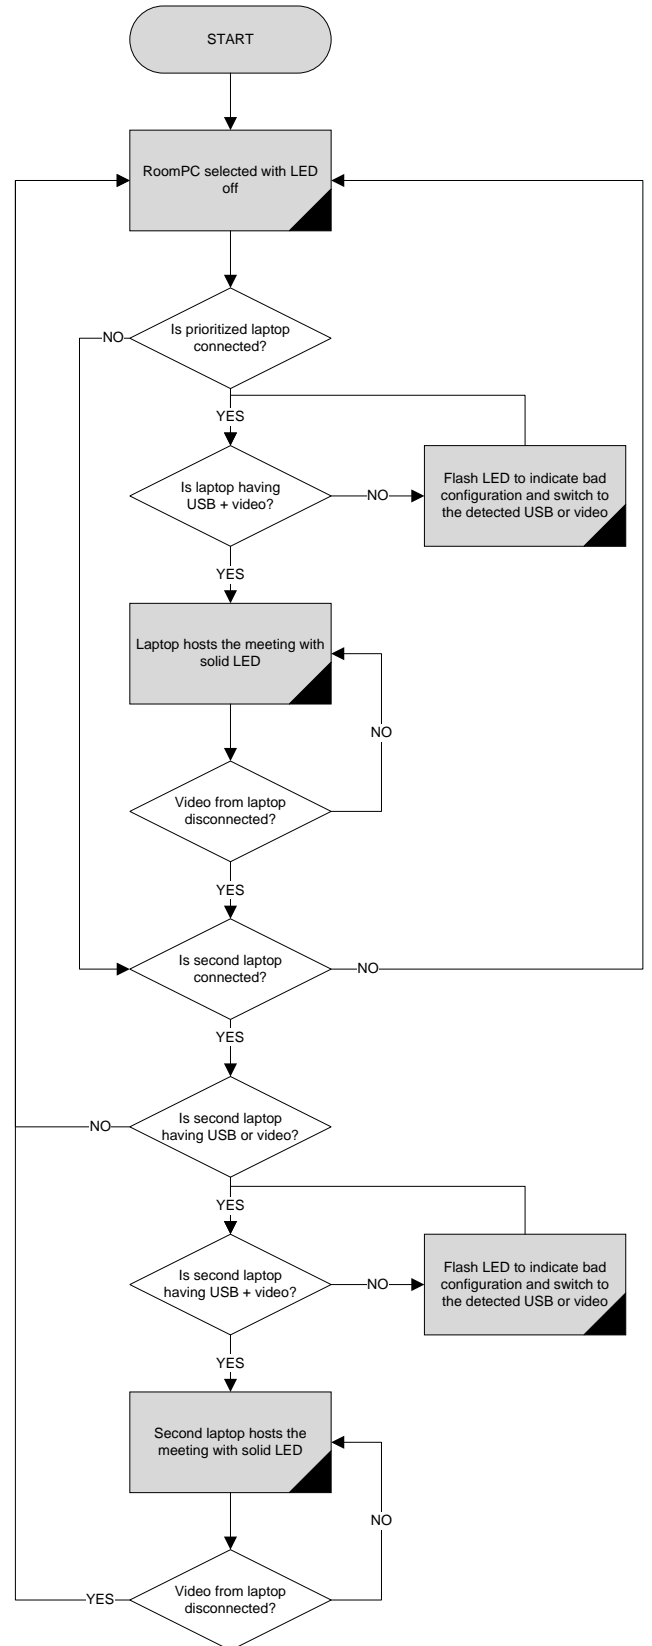 START
RoomPC selected with LED
off
Is prioritized laptop
connected?
NO
YES
Is laptop having
USB + video?
NO
Flash LED to indicate bad
configuration and switch to
the detected USB or video
YES
Laptop hosts the meeting with
solid LED
NO
Video from laptop
disconnected?
YES
Is second laptop
connected?
NO
YES
Is second laptop
having USB or video?
NO
YES
Is second laptop
having USB + video?
NO
Flash LED to indicate bad
configuration and switch to
the detected USB or video
YES
Second laptop hosts the
meeting with solid LED
NO
Video from laptop
disconnected?
YES